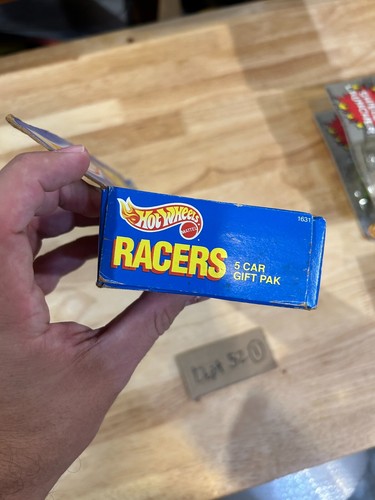 HOT WHEELS
MATTEL
1631
RACERS
5 CAR
GIFT PAK